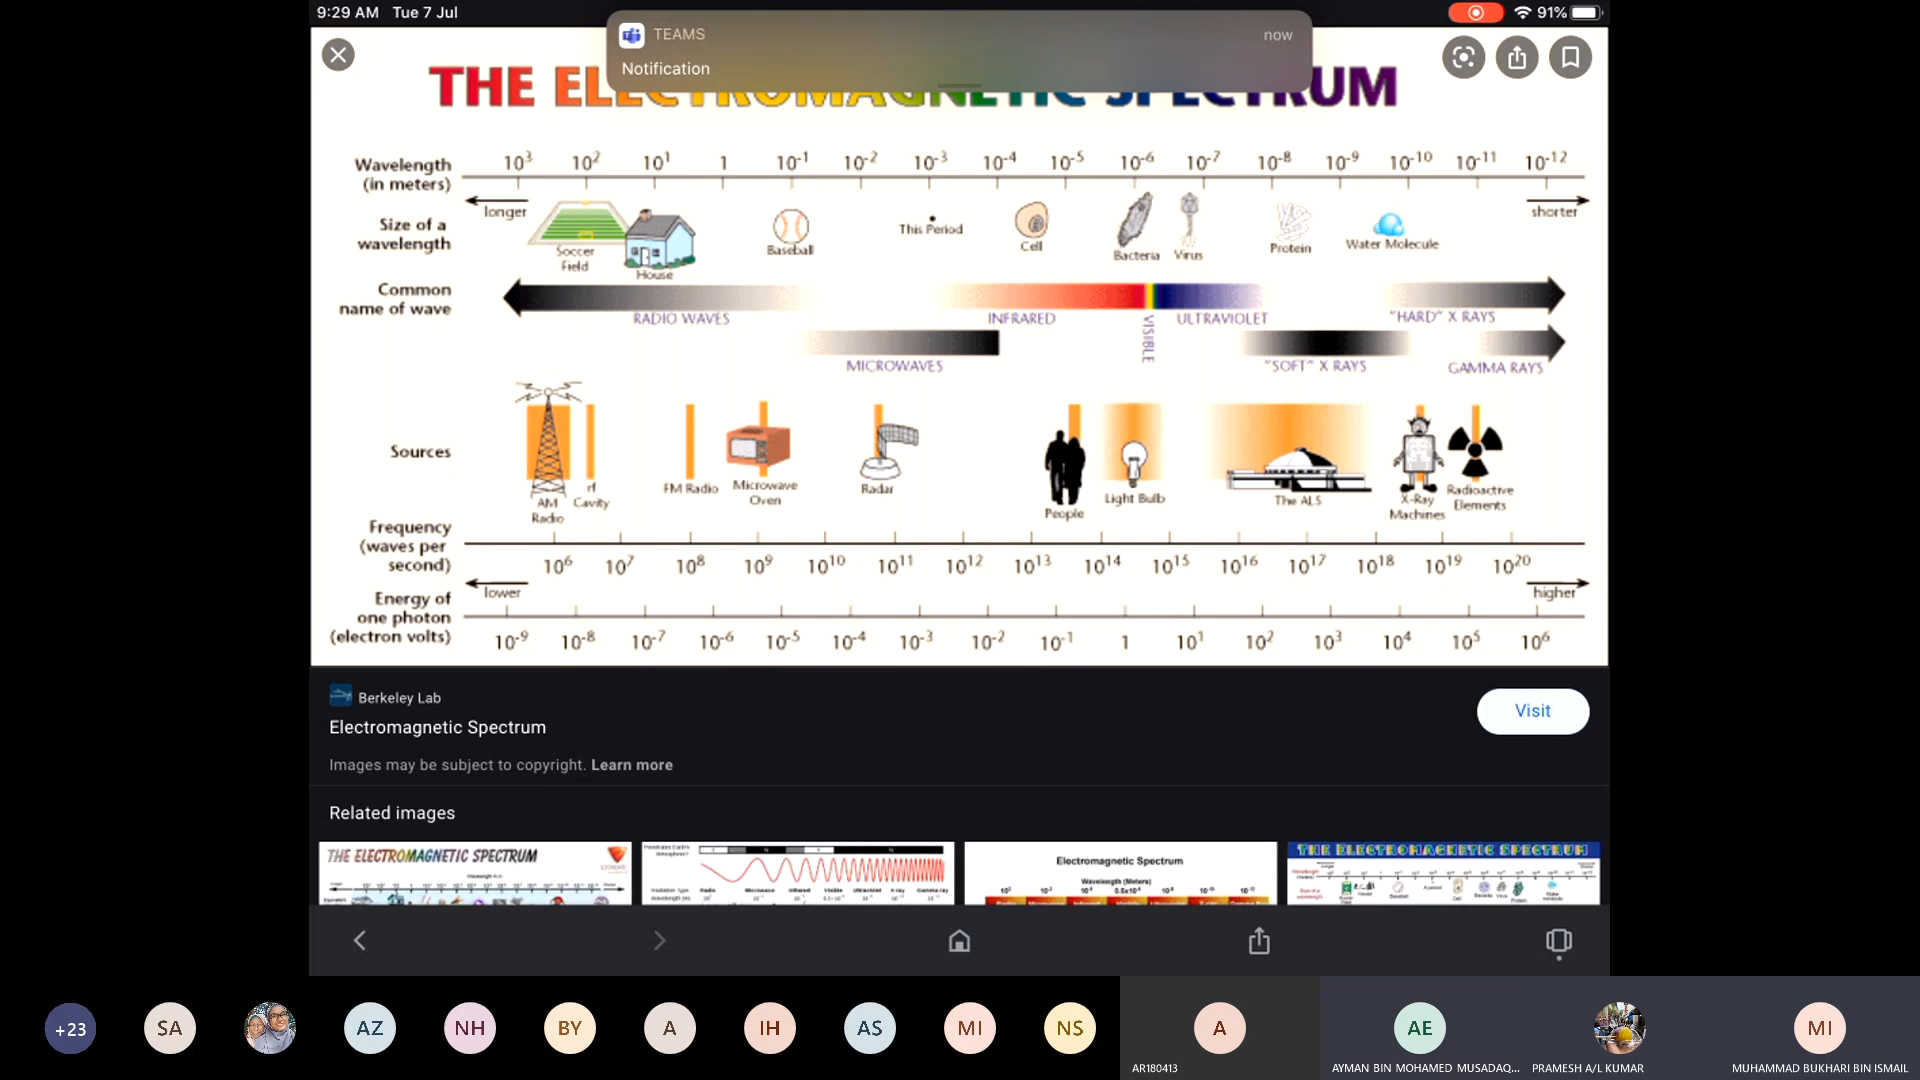 9:29 AM Tue 7 Jul
91%
TEAMS
now
Notification
THE ELECTROMAGNETIC SPECTRUM
Wavelength (in meters)
10³ 10² 10¹ 1 10⁻¹ 10⁻² 10⁻³ 10⁻⁴ 10⁻⁵ 10⁻⁶ 10⁻⁷ 10⁻⁸ 10⁻⁹ 10⁻¹⁰ 10⁻¹¹ 10⁻¹²
longer
shorter
Size of a wavelength
Soccer Field
House
Baseball
This Period
Cell
Bacteria
Virus
Protein
Water Molecule
Common name of wave
RADIO WAVES
INFRARED
VISIBLE
ULTRAVIOLET
"HARD" X RAYS
MICROWAVES
"SOFT" X RAYS
GAMMA RAYS
Sources
AM Radio
rf Cavity
FM Radio
Microwave Oven
Radar
People
Light Bulb
The ALS
X-Ray Machines
Radioactive Elements
Frequency (waves per second)
10⁶ 10⁷ 10⁸ 10⁹ 10¹⁰ 10¹¹ 10¹² 10¹³ 10¹⁴ 10¹⁵ 10¹⁶ 10¹⁷ 10¹⁸ 10¹⁹ 10²⁰
lower
higher
Energy of one photon (electron volts)
10⁻⁹ 10⁻⁸ 10⁻⁷ 10⁻⁶ 10⁻⁵ 10⁻⁴ 10⁻³ 10⁻² 10⁻¹ 1 10¹ 10² 10³ 10⁴ 10⁵ 10⁶
Berkeley Lab
Electromagnetic Spectrum
Visit
Images may be subject to copyright. Learn more
Related images
THE ELECTROMAGNETIC SPECTRUM
Electromagnetic Spectrum
Wavelength (Meters)
THE ELECTROMAGNETIC SPECTRUM
+23 SA AZ NH BY A IH AS MI NS A AE MI
AR180413
AYMAN BIN MOHAMED MUSADAQ...
PRAMESH A/L KUMAR
MUHAMMAD BUKHARI BIN ISMAIL